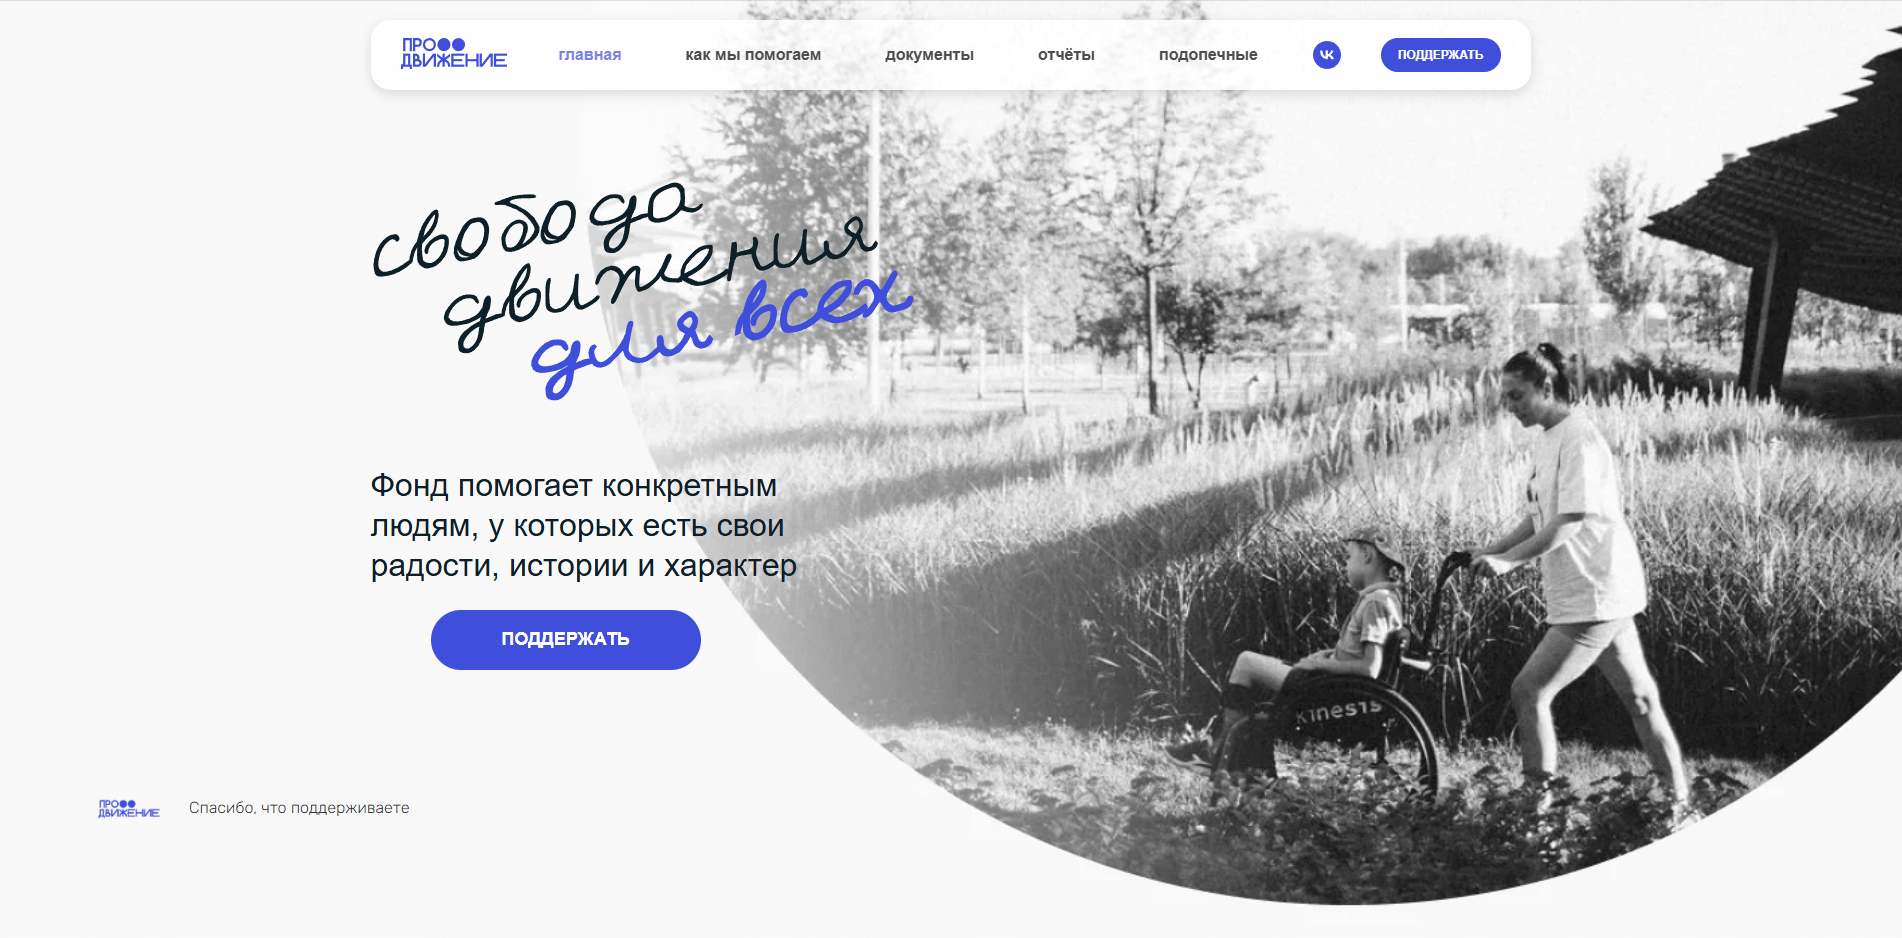 ПРО
ДВИЖЕНИЕ
главная
как мы помогаем
документы
отчёты
подопечные
ПОДДЕРЖАТЬ
свобода
движения
для всех
Фонд помогает конкретным
людям, у которых есть свои
радости, истории и характер
ПОДДЕРЖАТЬ
kinesis
ПРО
ДВИЖЕНИЕ
Спасибо, что поддерживаете